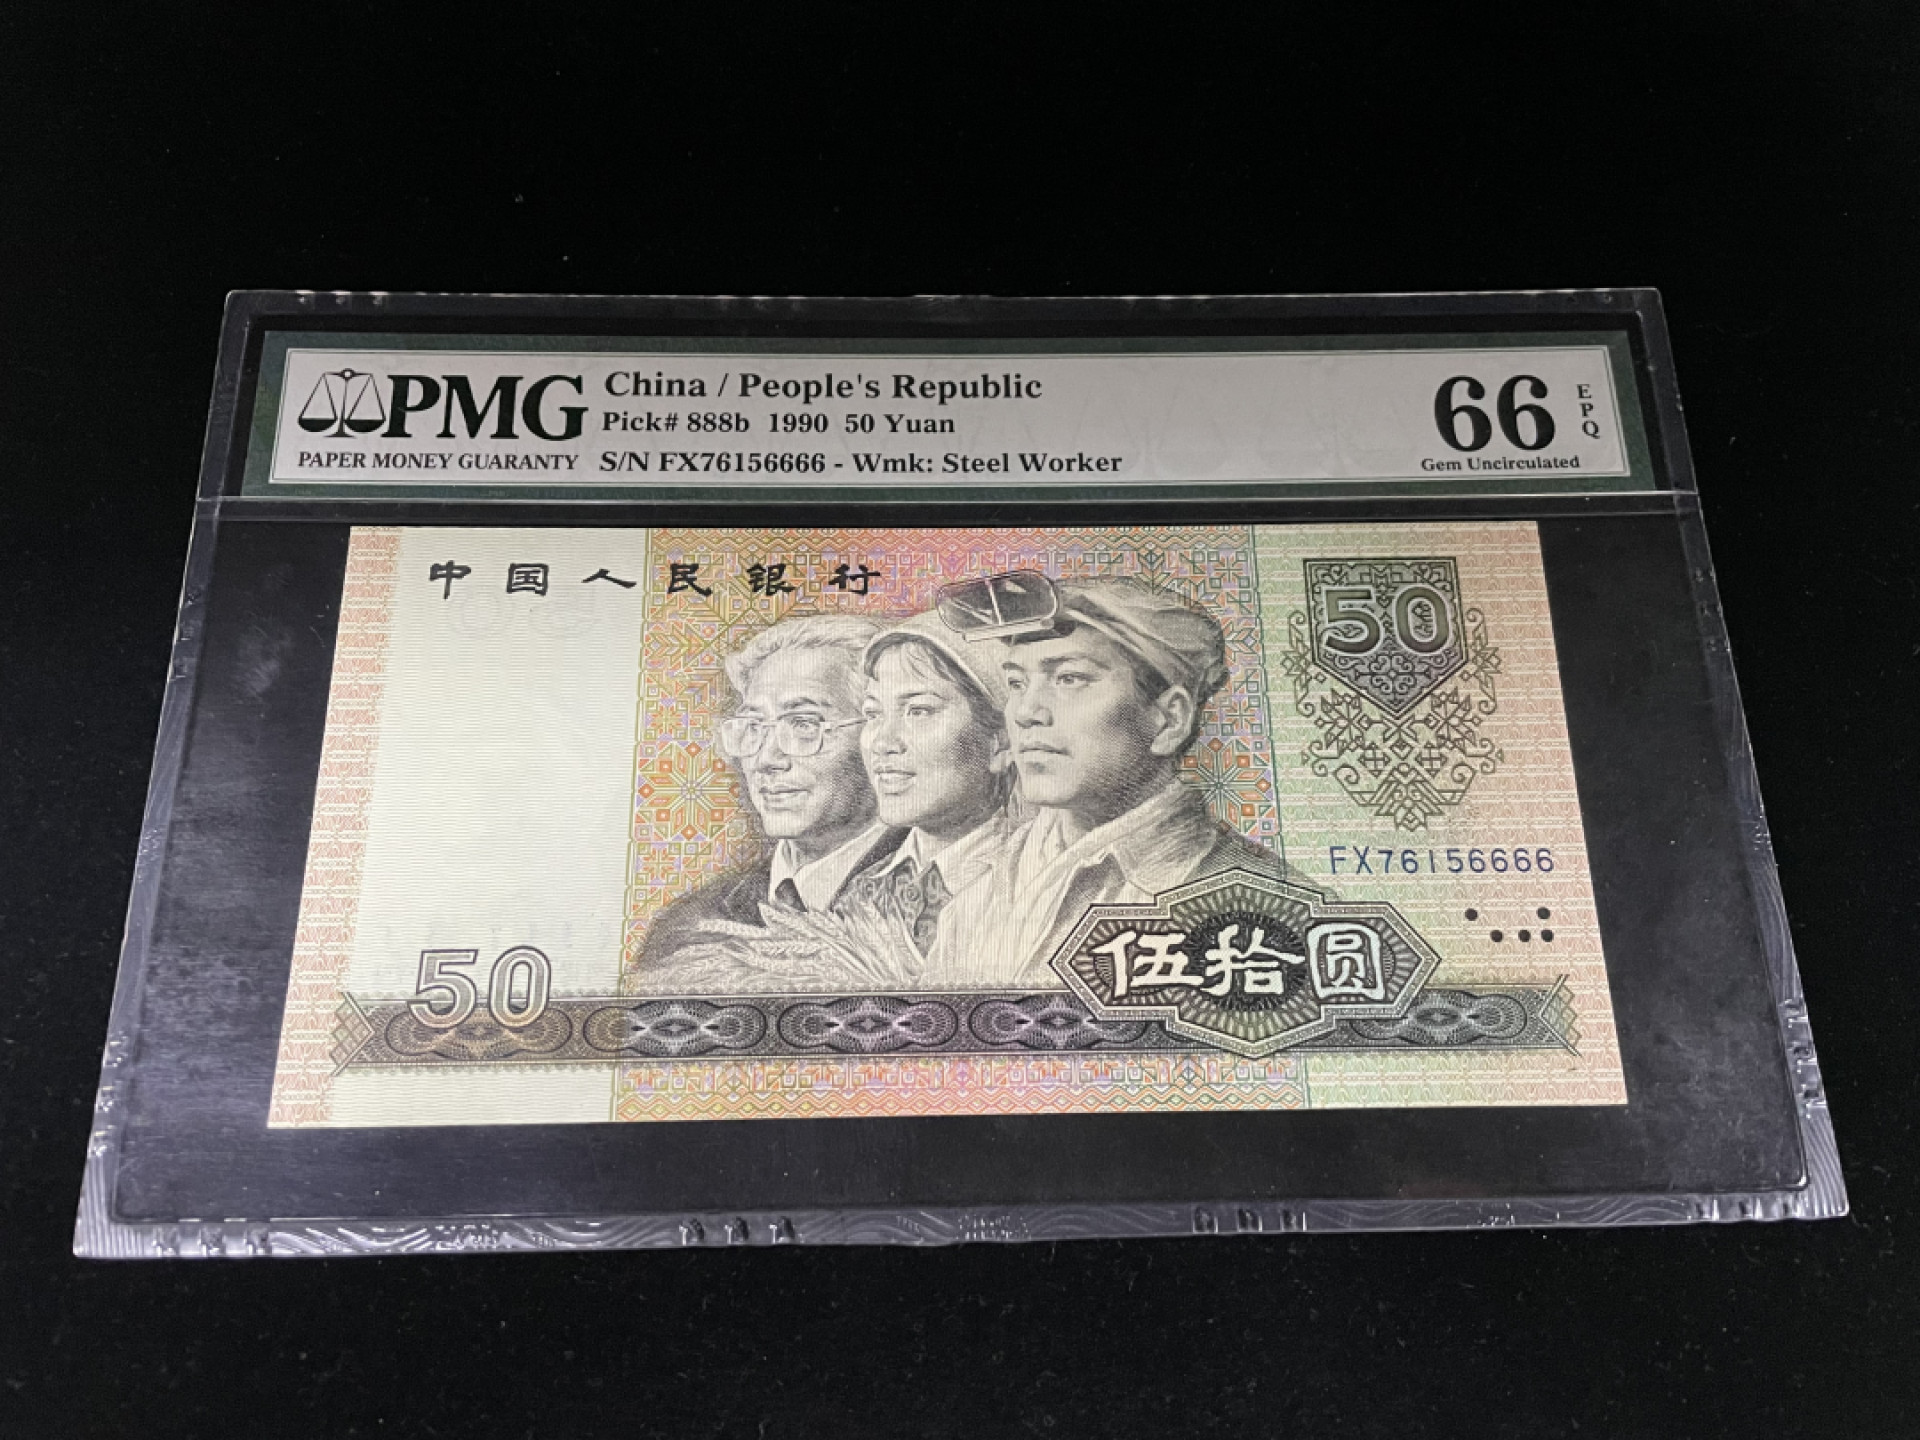 PMG
PAPER MONEY GUARANTY
China / People's Republic
Pick# 888b 1990 50 Yuan
S/N FX76156666 - Wmk: Steel Worker
66
EPQ
Gem Uncirculated
中国人民银行
50
FX76156666
50
伍拾圆